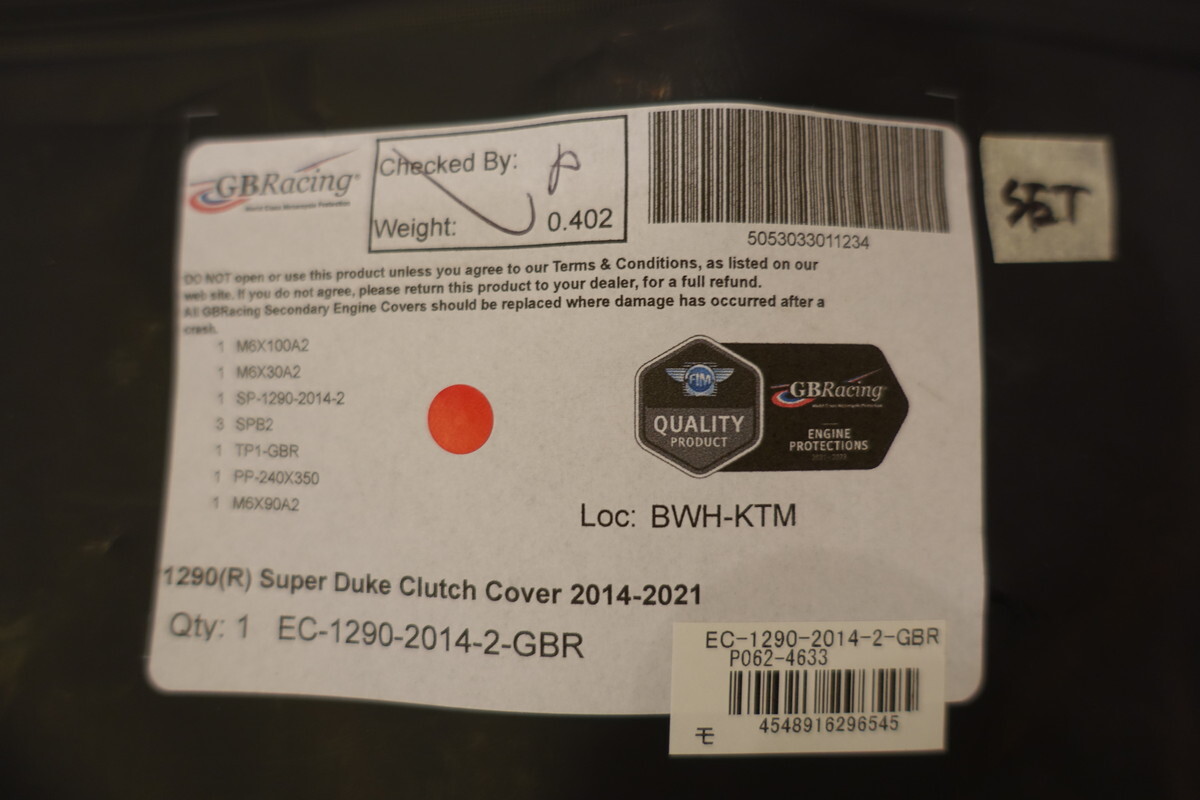 GBRacing
Checked By: p
Weight: 0.402
5053033011234
SET
DO NOT open or use this product unless you agree to our Terms & Conditions, as listed on our
web site. If you do not agree, please return this product to your dealer, for a full refund.
All GBRacing Secondary Engine Covers should be replaced where damage has occurred after a
crash.
1 M6X100A2
1 M6X30A2
1 SP-1290-2014-2
3 SPB2
1 TP1-GBR
1 PP-240X350
1 M6X90A2
FIM
QUALITY
PRODUCT
GBRacing
ENGINE
PROTECTIONS
Loc: BWH-KTM
1290(R) Super Duke Clutch Cover 2014-2021
Qty: 1 EC-1290-2014-2-GBR
EC-1290-2014-2-GBR
P062-4633
4548916296545
モ